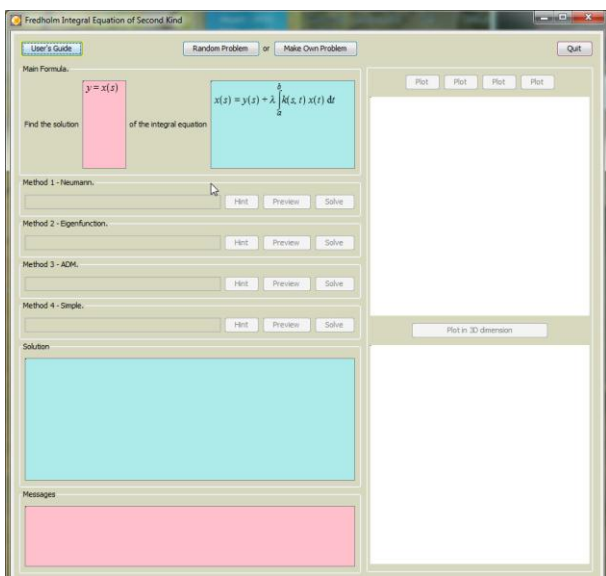 Fredholm Integral Equation of Second Kind
User's Guide Random Problem or Make Own Problem Quit
Main Formula.
Find the solution y = x(s) of the integral equation x(s) = y(s) + λ ∫ₐᵇ k(s, t) x(t) dt
Plot Plot Plot Plot
Method 1 - Neumann.
Hint Preview Solve
Method 2 - Eigenfunction.
Hint Preview Solve
Method 3 - ADM.
Hint Preview Solve
Method 4 - Simple.
Hint Preview Solve
Plot in 3D dimension
Solution
Messages